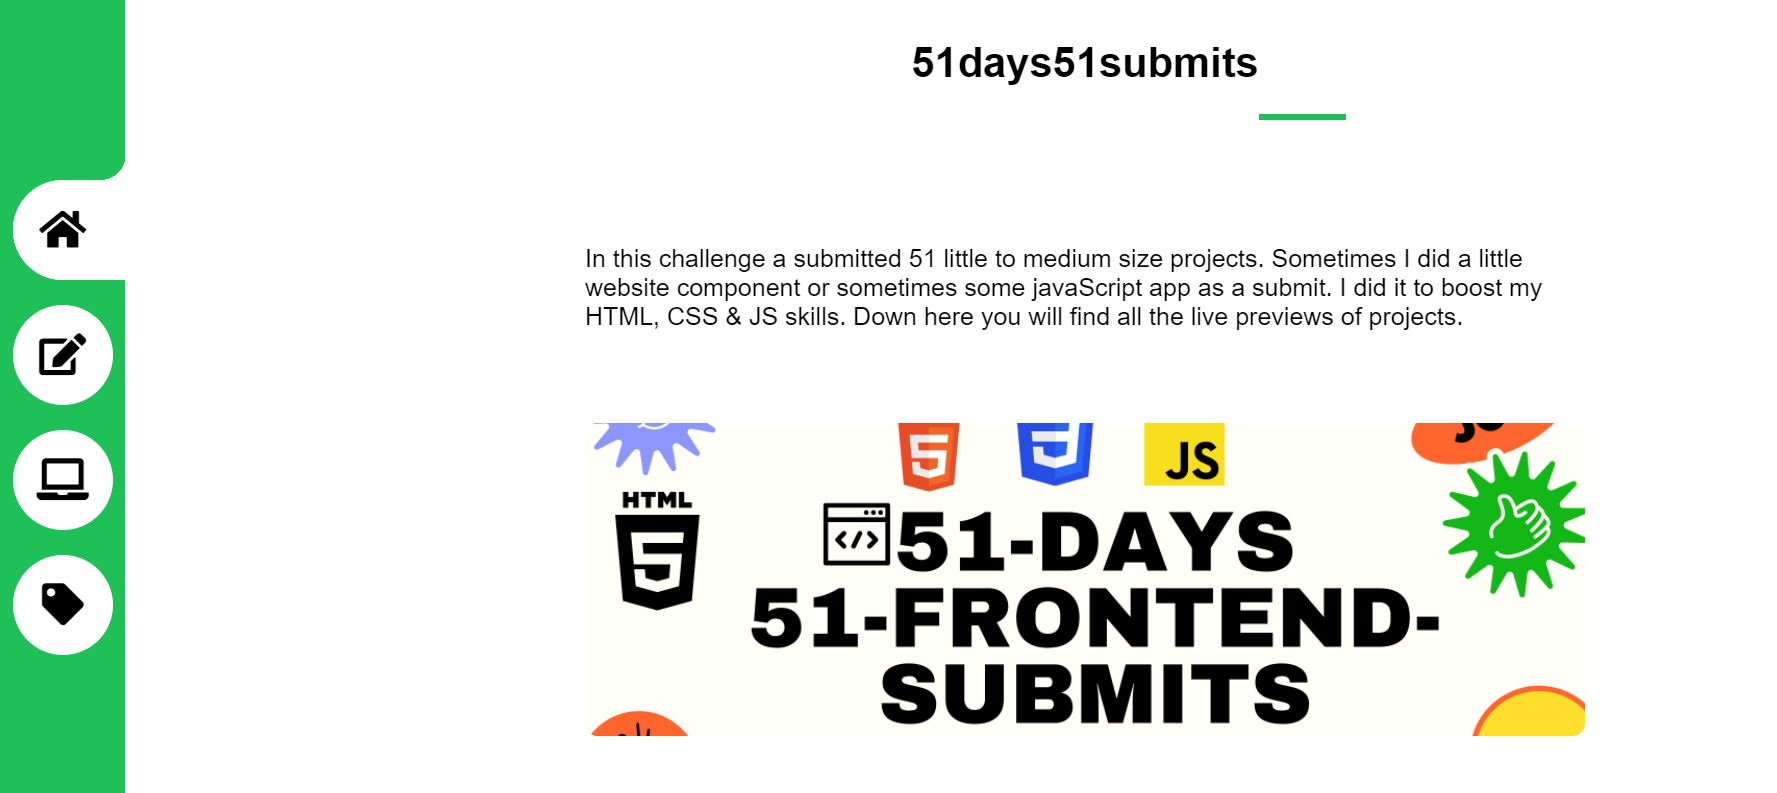 51days51submits
In this challenge a submitted 51 little to medium size projects. Sometimes I did a little
website component or sometimes some javaScript app as a submit. I did it to boost my
HTML, CSS & JS skills. Down here you will find all the live previews of projects.
5
3
JS
HTML
5
</>
51-DAYS
51-FRONTEND-
SUBMITS